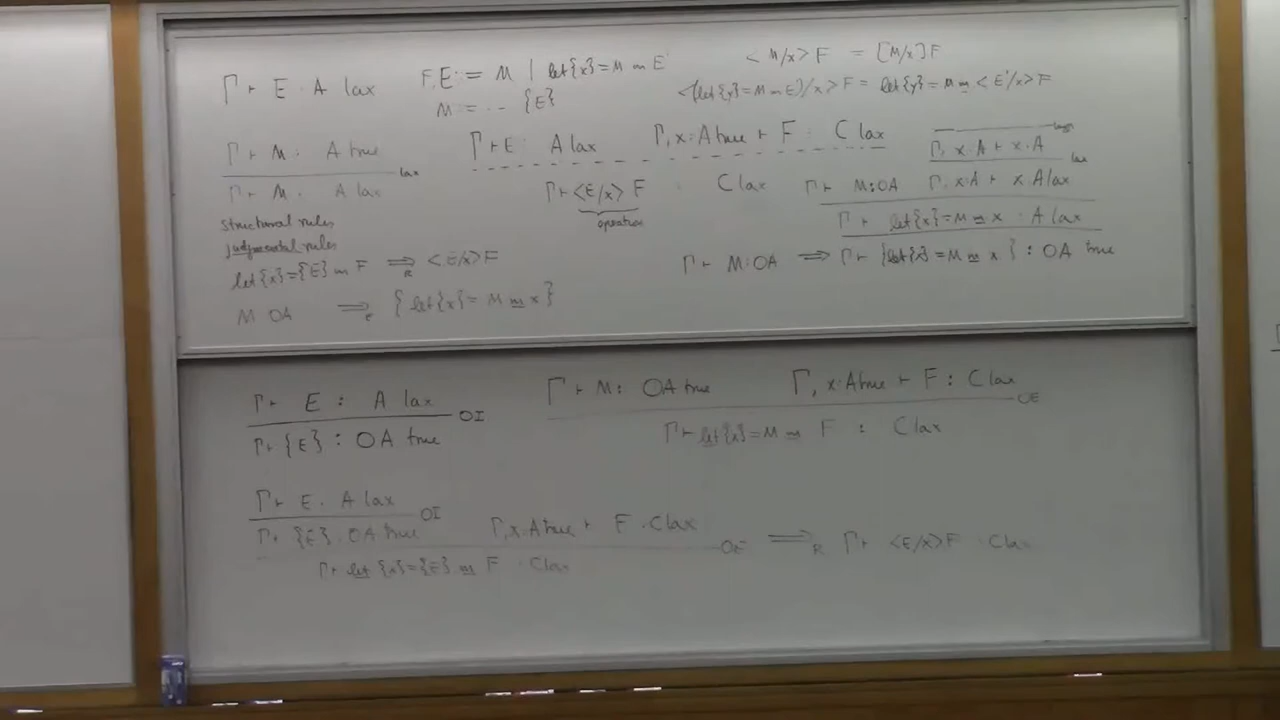 Γ ⊢ E : A lax
F, E ::= M | let {x} = M in E
M ::= ... {E}
<M/x> F = [M/x] F
<(let {y} = M in E)/x> F = let {y} = M in <E/x> F
Γ ⊢ M : A true
Γ ⊢ M : A lax
lax
Γ ⊢ E : A lax    Γ, x:A true ⊢ F : C lax
Γ ⊢ <E/x> F : C lax
operation
Γ, x:A ⊢ x:A
lax
Γ ⊢ M:OA    Γ, x:A ⊢ x : A lax
Γ ⊢ let {x} = M in x : A lax
Γ ⊢ M:OA ⟹ Γ ⊢ {let {x} = M in x} : OA true
structural rules
judgmental rules
let {x} = {E} in F ⟹R <E/x> F
M : OA ⟹E {let {x} = M in x}
Γ ⊢ E : A lax
OI
Γ ⊢ {E} : OA true
Γ ⊢ M : OA true    Γ, x:A true ⊢ F : C lax
OE
Γ ⊢ let {x} = M in F : C lax
Γ ⊢ E : A lax
OI
Γ ⊢ {E} : OA true    Γ, x:A true ⊢ F : C lax
OE ⟹R Γ ⊢ <E/x> F : C lax
Γ ⊢ let {x} = {E} in F : C lax